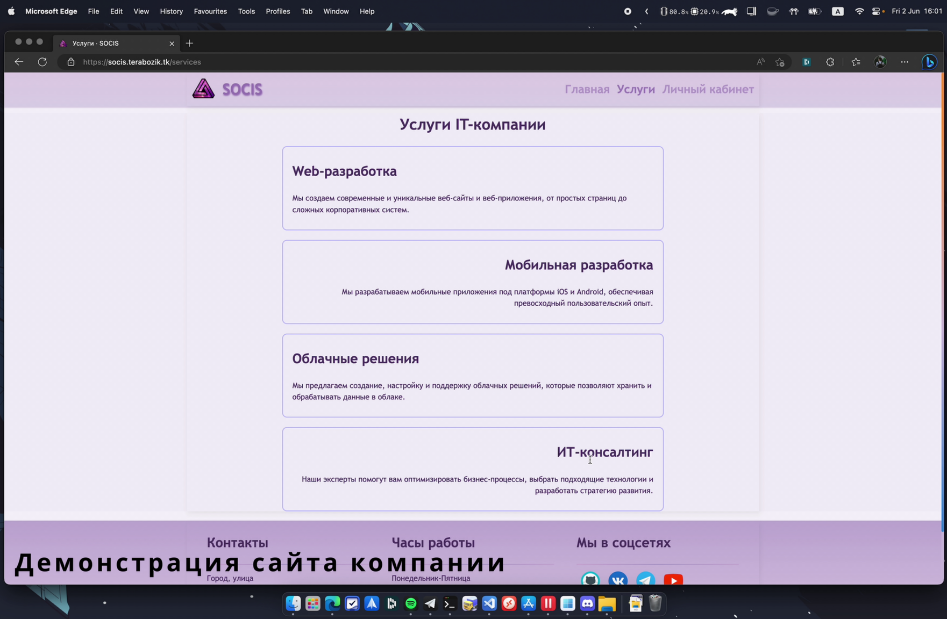 Microsoft Edge File Edit View History Favourites Tools Profiles Tab Window Help
80.8% 20.9% A Fri 2 Jun 16:01
Услуги · SOCIS
https://socis.terabozik.tk/services
SOCIS
Главная Услуги Личный кабинет
Услуги IT-компании
Web-разработка
Мы создаем современные и уникальные веб-сайты и веб-приложения, от простых страниц до
сложных корпоративных систем.
Мобильная разработка
Мы разрабатываем мобильные приложения под платформы iOS и Android, обеспечивая
превосходный пользовательский опыт.
Облачные решения
Мы предлагаем создание, настройку и поддержку облачных решений, которые позволяют хранить и
обрабатывать данные в облаке.
ИТ-консалтинг
Наши эксперты помогут вам оптимизировать бизнес-процессы, выбрать подходящие технологии и
разработать стратегию развития.
Контакты Часы работы Мы в соцсетях
Демонстрация сайта компании
Город, улица Понедельник-Пятница